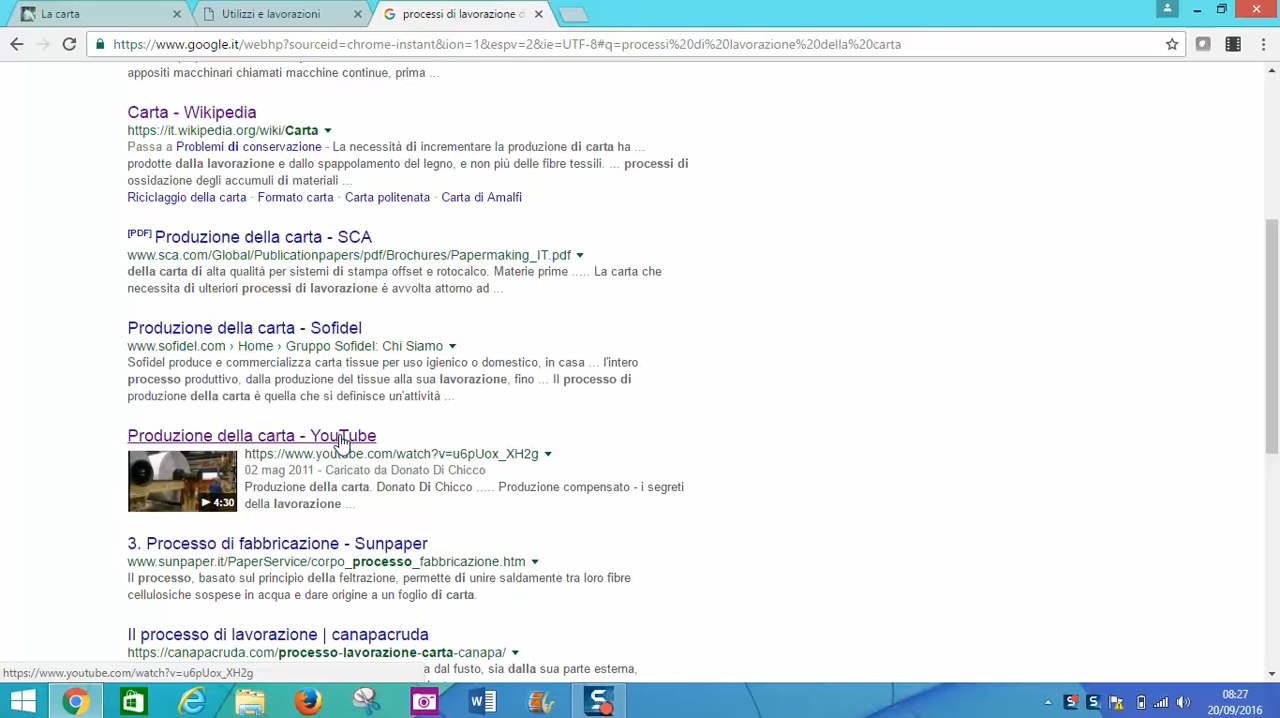 La carta
Utilizzi e lavorazioni
processi di lavorazione d
https://www.google.it/webhp?sourceid=chrome-instant&ion=1&espv=2&ie=UTF-8#q=processi%20di%20lavorazione%20della%20carta
appositi macchinari chiamati macchine continue, prima ...
Carta - Wikipedia
https://it.wikipedia.org/wiki/Carta
Passa a Problemi di conservazione - La necessità di incrementare la produzione di carta ha ...
prodotte dalla lavorazione e dallo spappolamento del legno, e non più delle fibre tessili. ... processi di
ossidazione degli accumuli di materiali ...
Riciclaggio della carta · Formato carta · Carta politenata · Carta di Amalfi
[PDF] Produzione della carta - SCA
www.sca.com/Global/Publicationpapers/pdf/Brochures/Papermaking_IT.pdf
della carta di alta qualità per sistemi di stampa offset e rotocalco. Materie prime ..... La carta che
necessita di ulteriori processi di lavorazione è avvolta attorno ad ...
Produzione della carta - Sofidel
www.sofidel.com › Home › Gruppo Sofidel: Chi Siamo
Sofidel produce e commercializza carta tissue per uso igienico o domestico, in casa ... l'intero
processo produttivo, dalla produzione del tissue alla sua lavorazione, fino ... Il processo di
produzione della carta è quella che si definisce un'attività ...
Produzione della carta - YouTube
https://www.youtube.com/watch?v=u6pUox_XH2g
02 mag 2011 - Caricato da Donato Di Chicco
Produzione della carta. Donato Di Chicco ..... Produzione compensato - i segreti
della lavorazione ...
4:30
3. Processo di fabbricazione - Sunpaper
www.sunpaper.it/PaperService/corpo_processo_fabbricazione.htm
Il processo, basato sul principio della feltrazione, permette di unire saldamente tra loro fibre
cellulosiche sospese in acqua e dare origine a un foglio di carta.
Il processo di lavorazione | canapacruda
https://canapacruda.com/processo-lavorazione-carta-canapa/
a dal fusto, sia dalla sua parte esterna,
https://www.youtube.com/watch?v=u6pUox_XH2g
08:27
20/09/2016